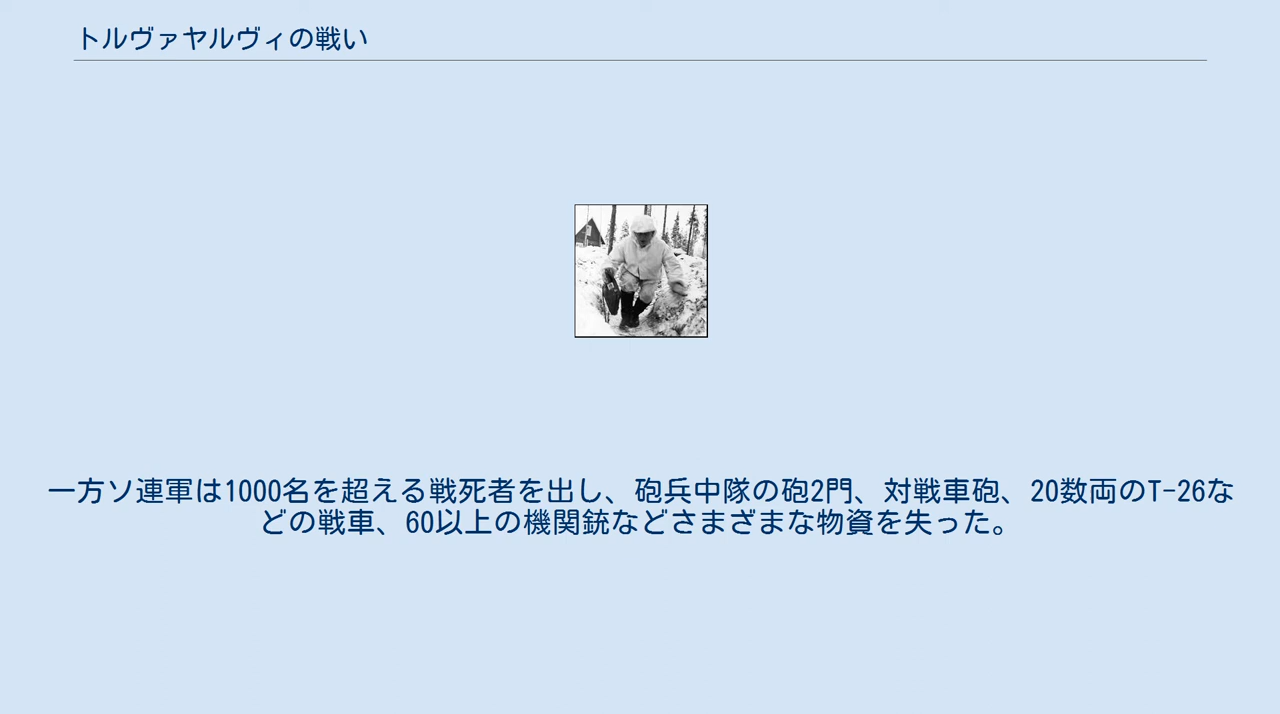 トルヴァヤルヴィの戦い
一方ソ連軍は1000名を超える戦死者を出し、砲兵中隊の砲2門、対戦車砲、20数両のT-26な
どの戦車、60以上の機関銃などさまざまな物資を失った。